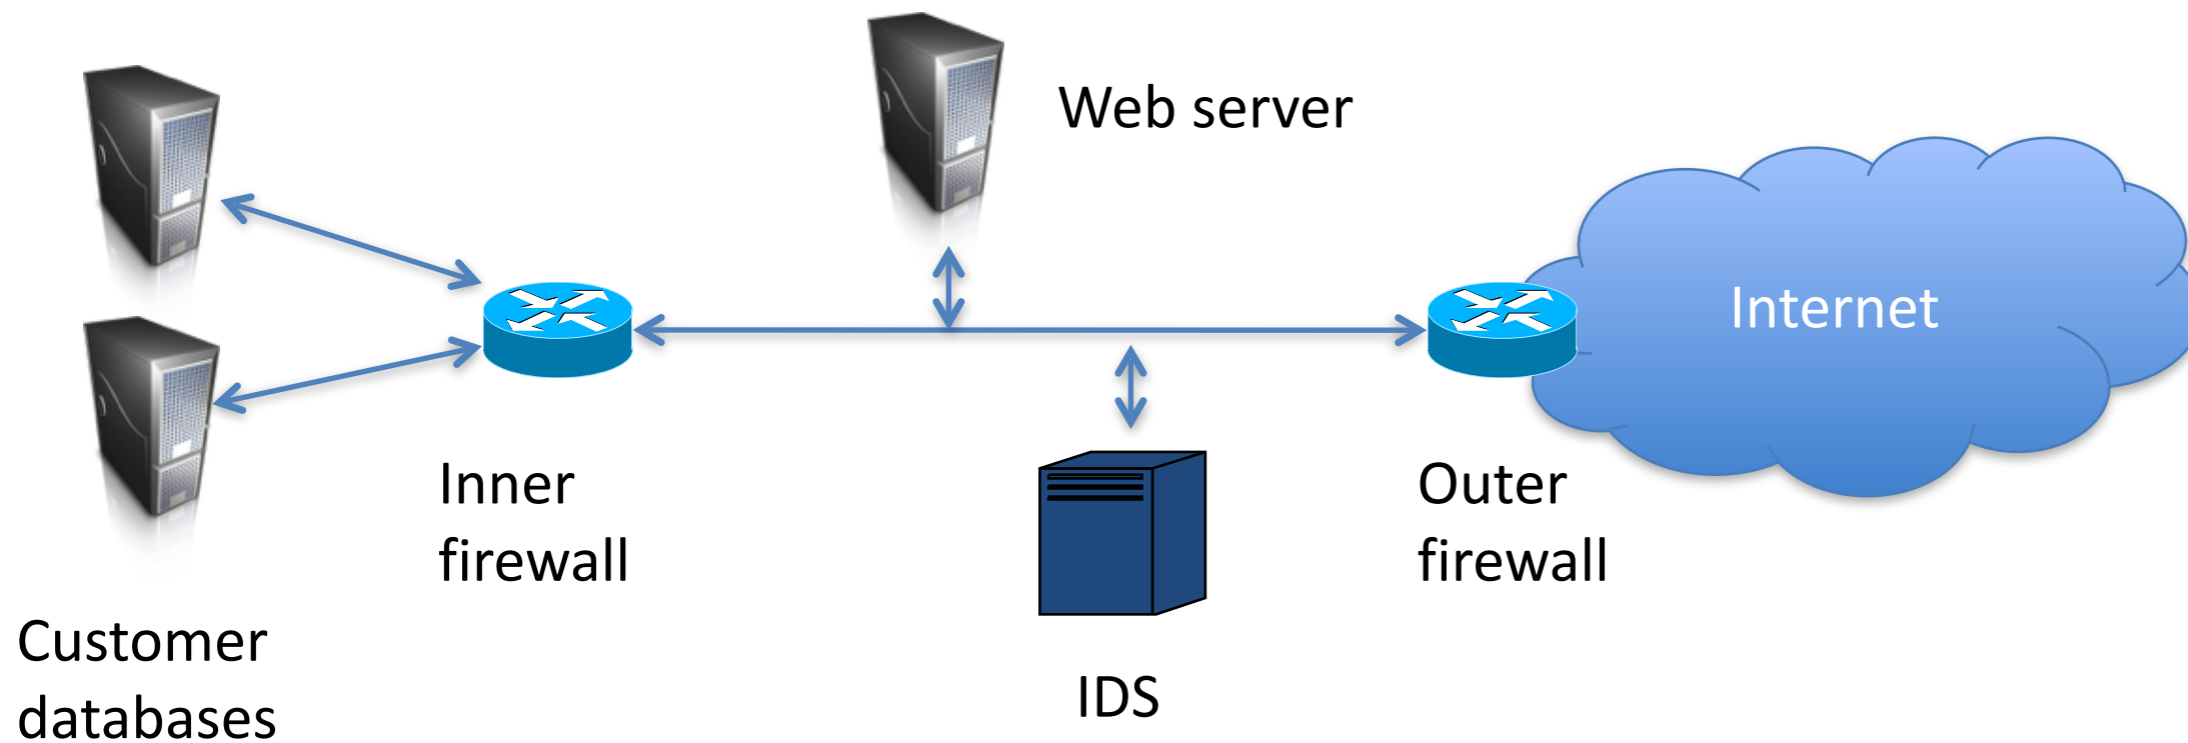 Web server
Internet
Inner
firewall
Outer
firewall
Customer
databases
IDS